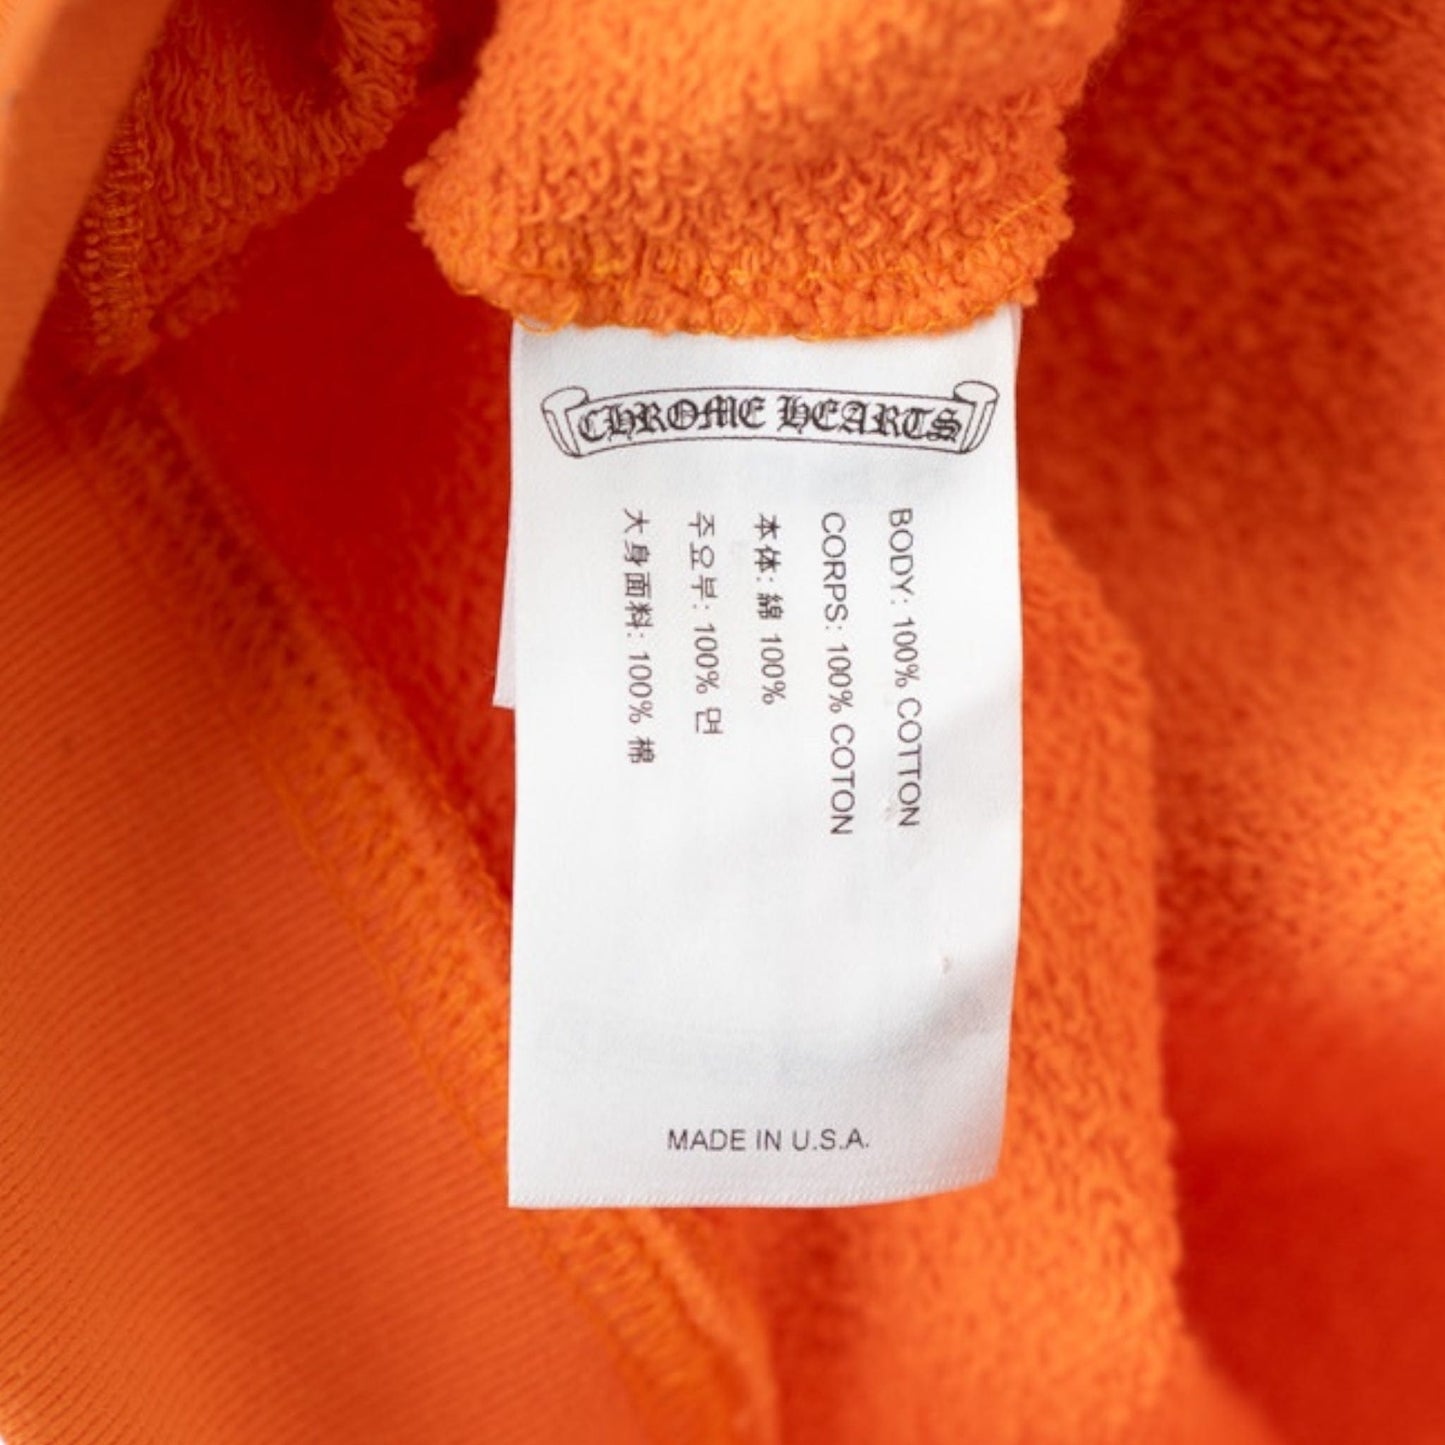 CHROME HEARTS
BODY: 100% COTTON
CORPS: 100% COTON
本体: 綿 100%
주요부: 100% 면
大身面料: 100% 棉
MADE IN U.S.A.